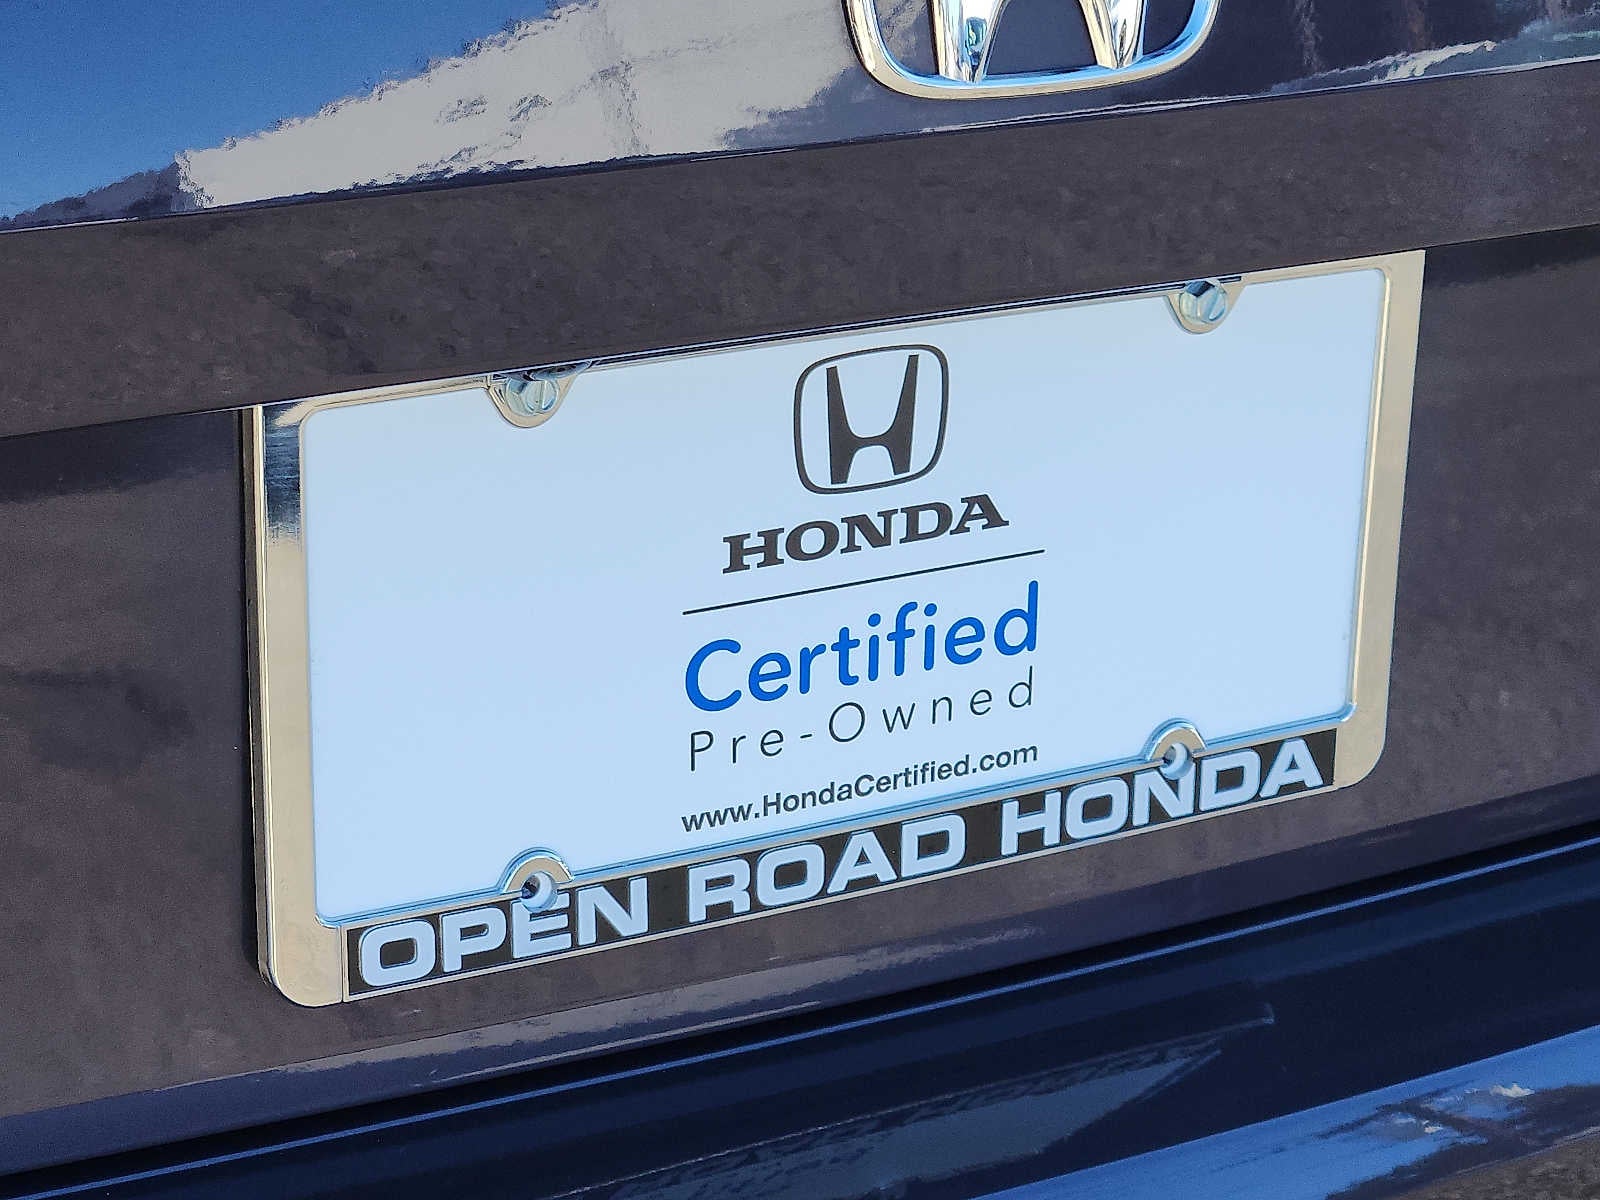 HONDA
Certified
Pre-Owned
www.HondaCertified.com
OPEN ROAD HONDA